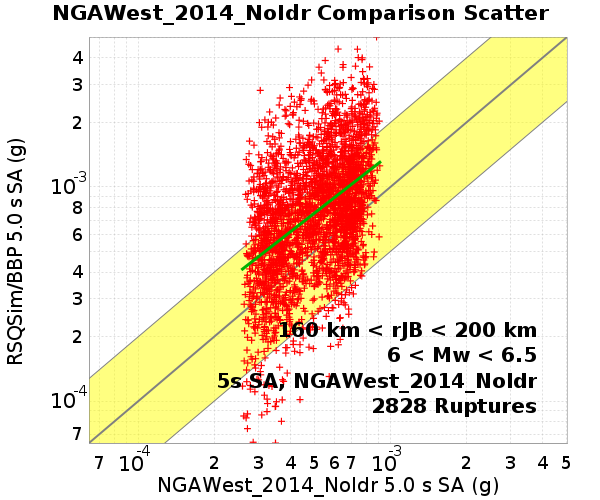 NGAWest_2014_NoIdr Comparison Scatter
RSQSim/BBP 5.0 s SA (g)
4
3
2
10-3
8
6
4
3
2
10-4
7
160 km < rJB < 200 km
6 < Mw < 6.5
5s SA, NGAWest_2014_NoIdr
2828 Ruptures
7 10-4 2 3 4 5 6 7 10-3 2 3 4 5
NGAWest_2014_NoIdr 5.0 s SA (g)